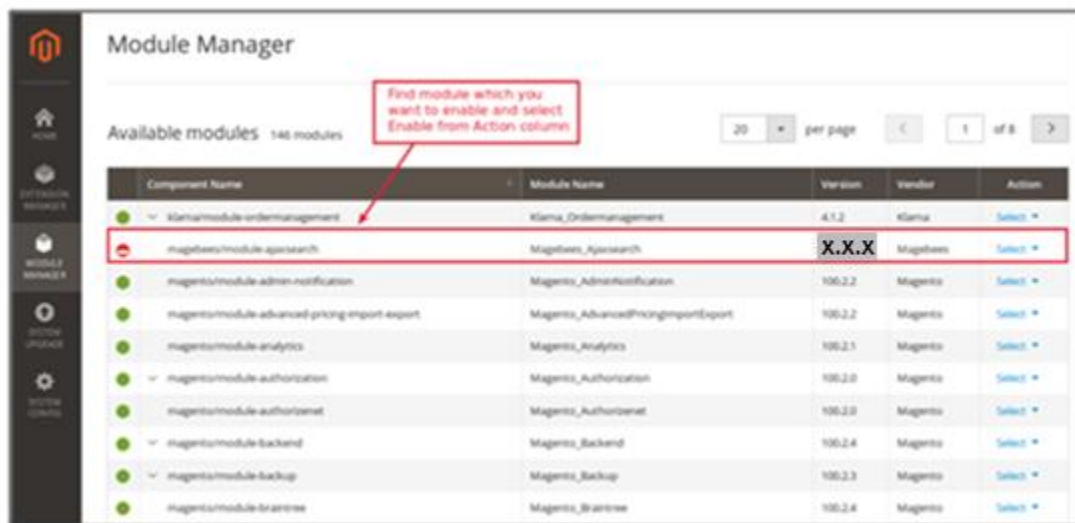 Module Manager
Find module which you
want to enable and select
Enable from Action column
Available modules 146 modules
20 per page 1 of 8
Component Name Module Name Version Vendor Action
klarna/module-ordermanagement Klarna_Ordermanagement 4.1.2 Klarna Select
magebees/module-ajaxsearch Magebees_Ajaxsearch X.X.X Magebees Select
magento/module-admin-notification Magento_AdminNotification 100.2.2 Magento Select
magento/module-advanced-pricing-import-export Magento_AdvancedPricingImportExport 100.2.2 Magento Select
magento/module-analytics Magento_Analytics 100.2.1 Magento Select
magento/module-authorization Magento_Authorization 100.2.0 Magento Select
magento/module-authorizenet Magento_Authorizenet 100.2.0 Magento Select
magento/module-backend Magento_Backend 100.2.4 Magento Select
magento/module-backup Magento_Backup 100.2.3 Magento Select
magento/module-braintree Magento_Braintree 100.2.4 Magento Select
HOME
EXTENSION
MANAGER
MODULE
MANAGER
SYSTEM
UPGRADE
SYSTEM
CONFIG